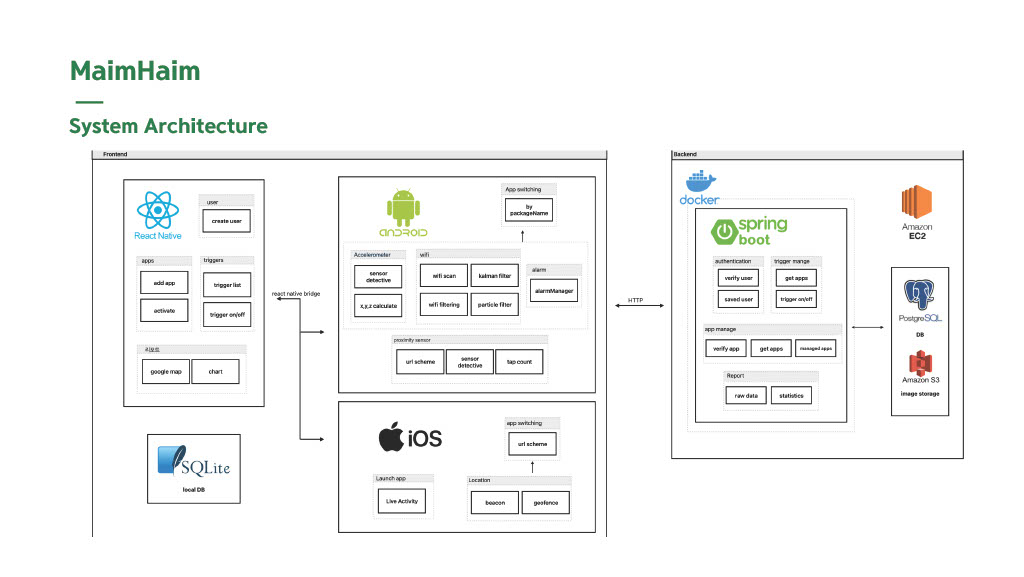 MaimHaim
System Architecture
Frontend
React Native
user
create user
apps
add app
activate
triggers
trigger list
trigger on/off
리포트
google map
chart
SQLite
local DB
react native bridge
ANDROID
App switching
by
packageName
Accelerometer
sensor
detective
x,y,z calculate
wifi
wifi scan
kalman filter
wifi filtering
particle filter
alarm
alarmManager
proximity sensor
url scheme
sensor
detective
tap count
iOS
app switching
url scheme
Launch app
Live Activity
Location
beacon
geofence
HTTP
Backend
docker
spring
boot
authentication
verify user
saved user
trigger mange
get apps
trigger on/off
app manage
verify app
get apps
managed apps
Report
raw data
statistics
Amazon
EC2
PostgreSQL
DB
Amazon S3
image storage